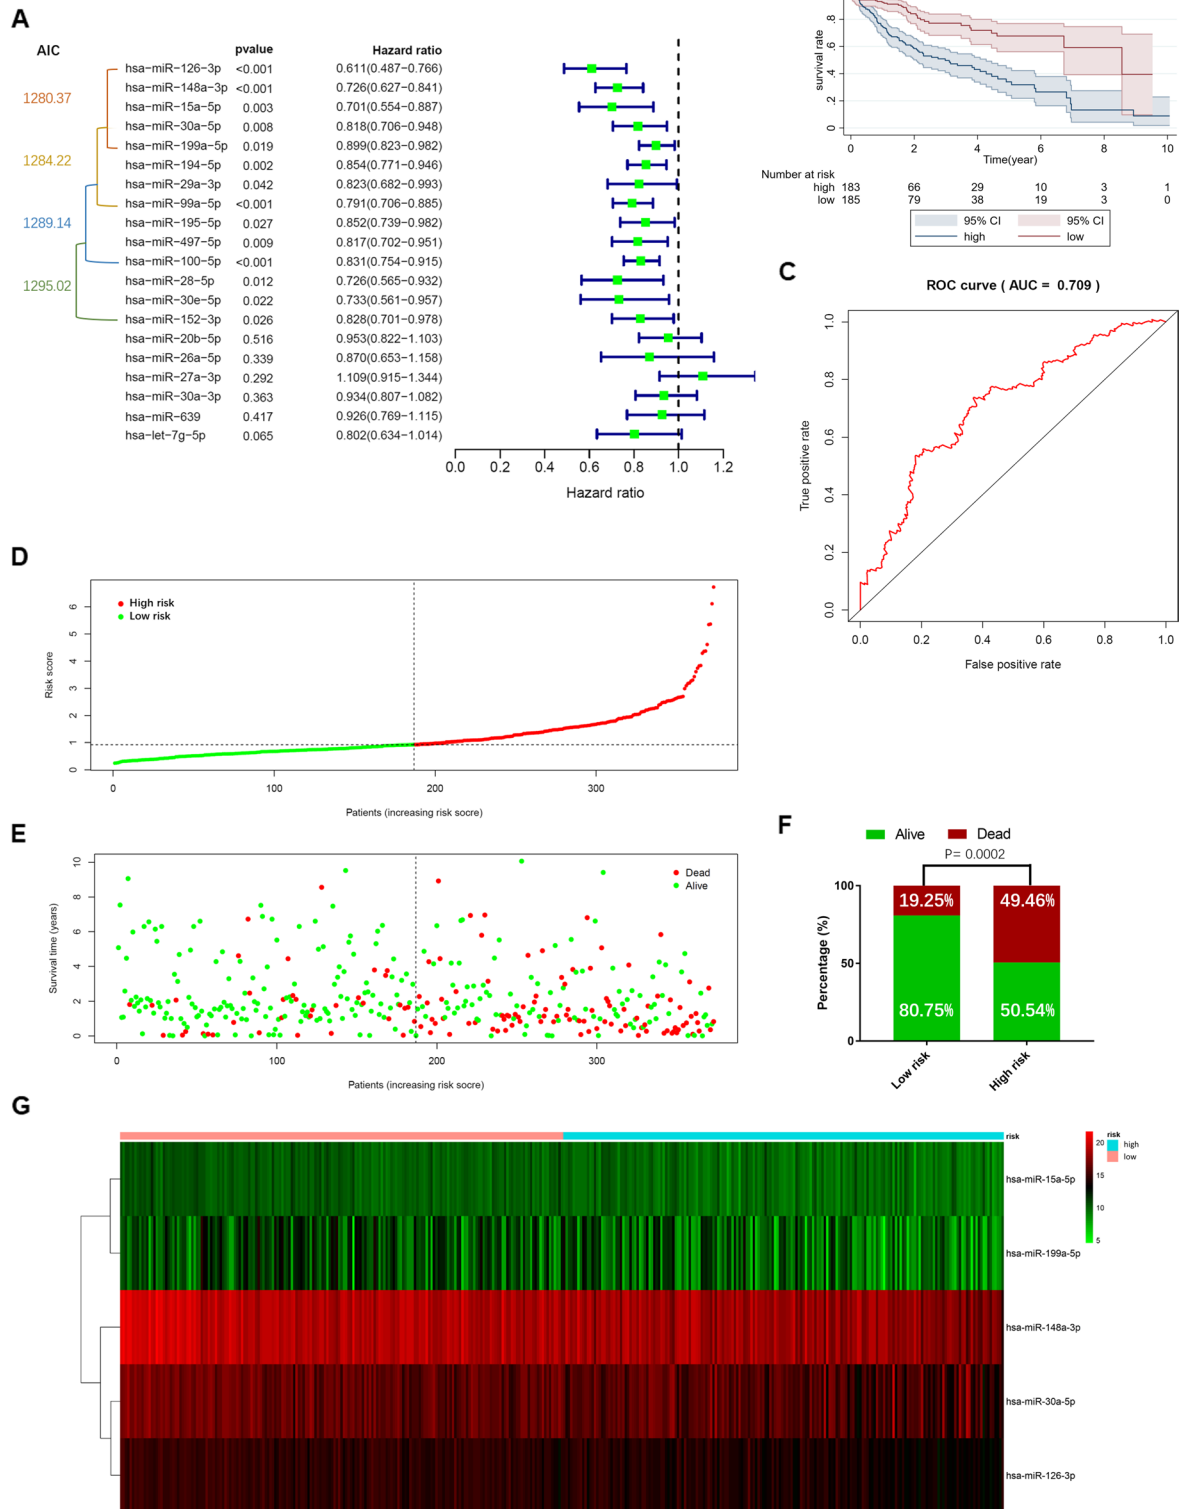 A
AIC pvalue Hazard ratio
hsa−miR−126−3p <0.001 0.611(0.487−0.766)
hsa−miR−148a−3p <0.001 0.726(0.627−0.841)
hsa−miR−15a−5p 0.003 0.701(0.554−0.887)
hsa−miR−30a−5p 0.008 0.818(0.706−0.948)
hsa−miR−199a−5p 0.019 0.899(0.823−0.982)
hsa−miR−194−5p 0.002 0.854(0.771−0.946)
hsa−miR−29a−3p 0.042 0.823(0.682−0.993)
hsa−miR−99a−5p <0.001 0.791(0.706−0.885)
hsa−miR−195−5p 0.027 0.852(0.739−0.982)
hsa−miR−497−5p 0.009 0.817(0.702−0.951)
hsa−miR−100−5p <0.001 0.831(0.754−0.915)
hsa−miR−28−5p 0.012 0.726(0.565−0.932)
hsa−miR−30e−5p 0.022 0.733(0.561−0.957)
hsa−miR−152−3p 0.026 0.828(0.701−0.978)
hsa−miR−20b−5p 0.516 0.953(0.822−1.103)
hsa−miR−26a−5p 0.339 0.870(0.653−1.158)
hsa−miR−27a−3p 0.292 1.109(0.915−1.344)
hsa−miR−30a−3p 0.363 0.934(0.807−1.082)
hsa−miR−639 0.417 0.926(0.769−1.115)
hsa−let−7g−5p 0.065 0.802(0.634−1.014)
1280.37
1284.22
1289.14
1295.02
0.0 0.2 0.4 0.6 0.8 1.0 1.2
Hazard ratio
survival rate
.8
.6
.4
.2
0
0 2 4 6 8 10
Time(year)
Number at risk
high 183 66 29 10 3 1
low 185 79 38 19 3 0
95% CI 95% CI
high low
C
ROC curve ( AUC = 0.709 )
True positive rate
1.0
0.8
0.6
0.4
0.2
0.0
0.0 0.2 0.4 0.6 0.8 1.0
False positive rate
D
High risk
Low risk
Risk score
6
5
4
3
2
1
0
0 100 200 300
Patients (increasing risk socre)
E
Dead
Alive
Survival time (years)
10
8
6
4
2
0
0 100 200 300
Patients (increasing risk socre)
F
Alive Dead
P= 0.0002
Percentage (%)
100
50
0
19.25% 49.46%
80.75% 50.54%
Low risk High risk
G
risk
hsa-miR-15a-5p
hsa-miR-199a-5p
hsa-miR-148a-3p
hsa-miR-30a-5p
hsa-miR-126-3p
20
15
10
5
risk
high
low